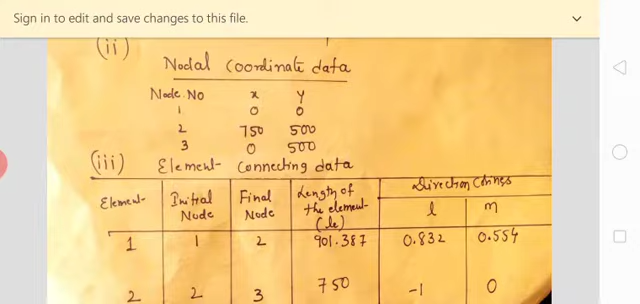 Sign in to edit and save changes to this file.
(ii)
Nodal Coordinate data
Node No x y
1 0 0
2 750 500
3 0 500
(iii) Element- Connecting data
Element- Initial Node Final Node Length of the element- (le) Direction l m
1 1 2 901.387 0.832 0.554
2 2 3 750 -1 0